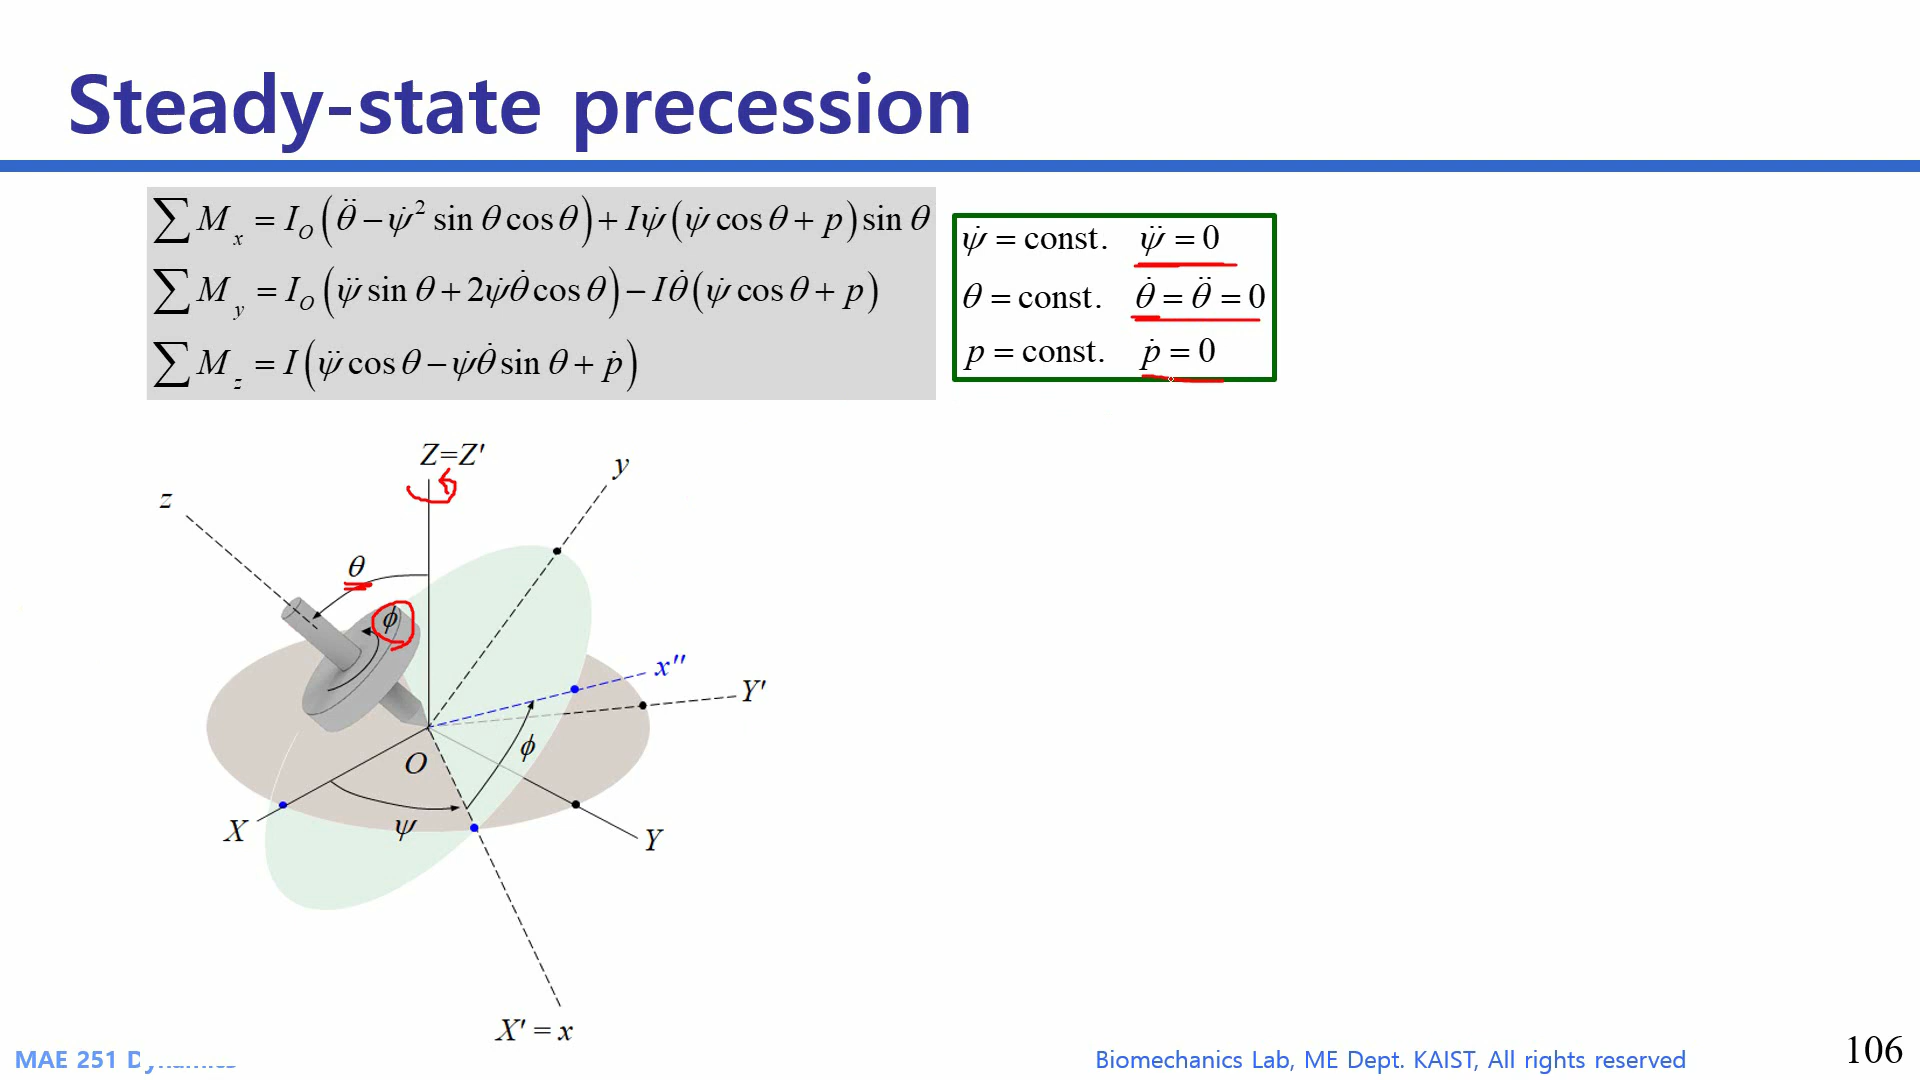 Steady-state precession
∑ M_x = I_O (θ̈ − ψ̇² sin θ cos θ) + Iψ̇ (ψ̇ cos θ + p) sin θ
∑ M_y = I_O (ψ̈ sin θ + 2ψ̇θ̇ cos θ) − Iθ̇ (ψ̇ cos θ + p)
∑ M_z = I (ψ̈ cos θ − ψ̇θ̇ sin θ + ṗ)
ψ̇ = const. ψ̈ = 0
θ = const. θ̇ = θ̈ = 0
p = const. ṗ = 0
Z=Z'
y
z
θ
ϕ
x''
Y'
ϕ
O
X
ψ
Y
X' = x
MAE 251 Dynamics
Biomechanics Lab, ME Dept. KAIST, All rights reserved
106